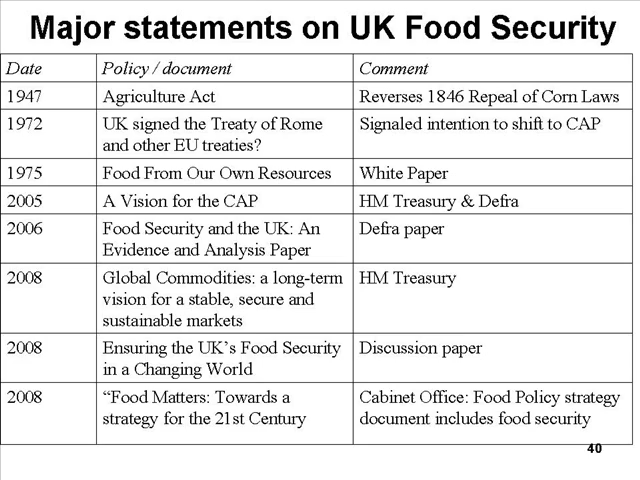 Major statements on UK Food Security
Date Policy / document Comment
1947 Agriculture Act Reverses 1846 Repeal of Corn Laws
1972 UK signed the Treaty of Rome Signaled intention to shift to CAP
and other EU treaties?
1975 Food From Our Own Resources White Paper
2005 A Vision for the CAP HM Treasury & Defra
2006 Food Security and the UK: An Defra paper
Evidence and Analysis Paper
2008 Global Commodities: a long-term HM Treasury
vision for a stable, secure and
sustainable markets
2008 Ensuring the UK’s Food Security Discussion paper
in a Changing World
2008 “Food Matters: Towards a Cabinet Office: Food Policy strategy
strategy for the 21st Century document includes food security
40